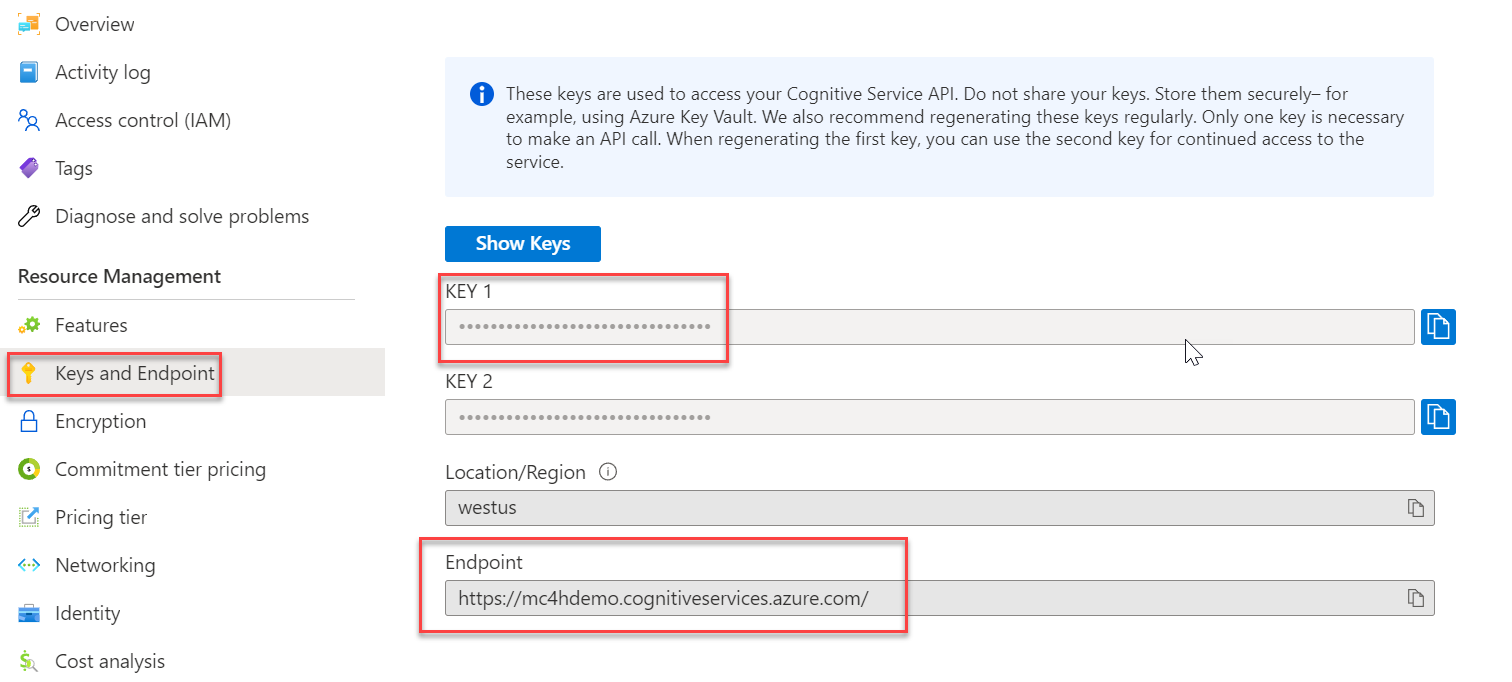 Overview
Activity log
Access control (IAM)
Tags
Diagnose and solve problems
Resource Management
Features
Keys and Endpoint
Encryption
Commitment tier pricing
Pricing tier
Networking
Identity
Cost analysis
These keys are used to access your Cognitive Service API. Do not share your keys. Store them securely– for
example, using Azure Key Vault. We also recommend regenerating these keys regularly. Only one key is necessary
to make an API call. When regenerating the first key, you can use the second key for continued access to the
service.
Show Keys
KEY 1
••••••••••••••••••••••••••••••••
KEY 2
••••••••••••••••••••••••••••••••
Location/Region
westus
Endpoint
https://mc4hdemo.cognitiveservices.azure.com/